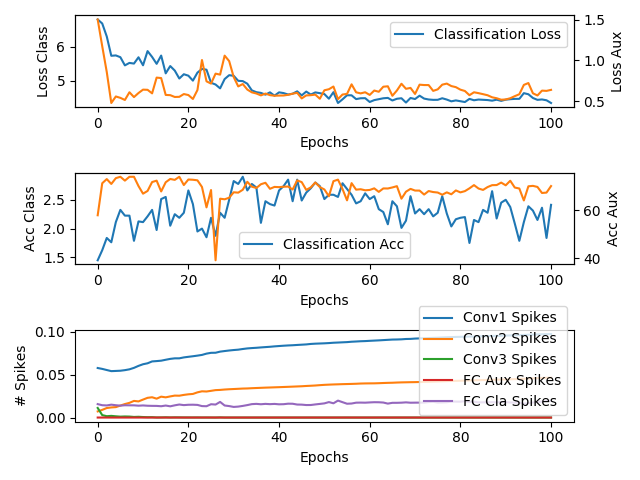 Classification Loss
Loss Class
Loss Aux
6
5
1.5
1.0
0.5
0 20 40 60 80 100
Epochs
Classification Acc
Acc Class
Acc Aux
2.5
2.0
1.5
60
40
0 20 40 60 80 100
Epochs
Conv1 Spikes
Conv2 Spikes
Conv3 Spikes
FC Aux Spikes
FC Cla Spikes
# Spikes
0.10
0.05
0.00
0 20 40 60 80 100
Epochs